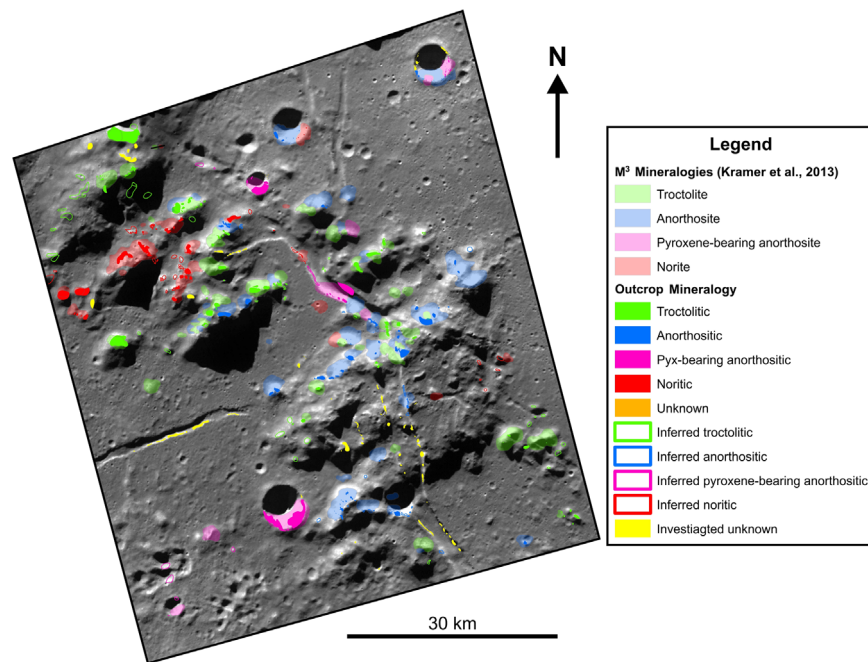 N
Legend
M³ Mineralogies (Kramer et al., 2013)
Troctolite
Anorthosite
Pyroxene-bearing anorthosite
Norite
Outcrop Mineralogy
Troctolitic
Anorthositic
Pyx-bearing anorthositic
Noritic
Unknown
Inferred troctolitic
Inferred anorthositic
Inferred pyroxene-bearing anorthositic
Inferred noritic
Investiagted unknown
30 km